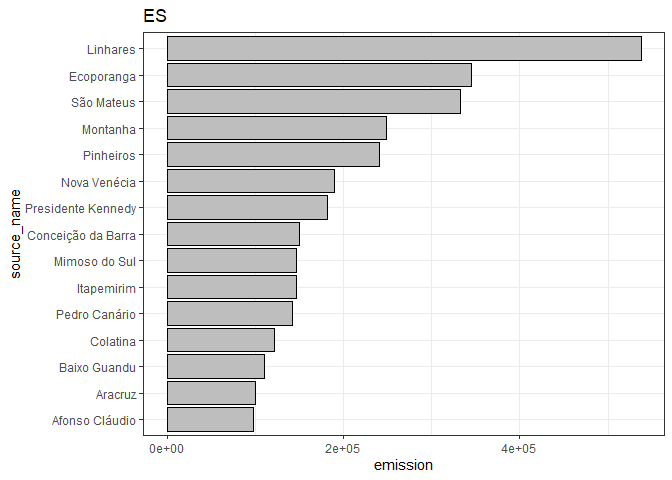 ES
Linhares
Ecoporanga
São Mateus
Montanha
Pinheiros
Nova Venécia
Presidente Kennedy
Conceição da Barra
Mimoso do Sul
Itapemirim
Pedro Canário
Colatina
Baixo Guandu
Aracruz
Afonso Cláudio
source_name
0e+00 2e+05 4e+05
emission